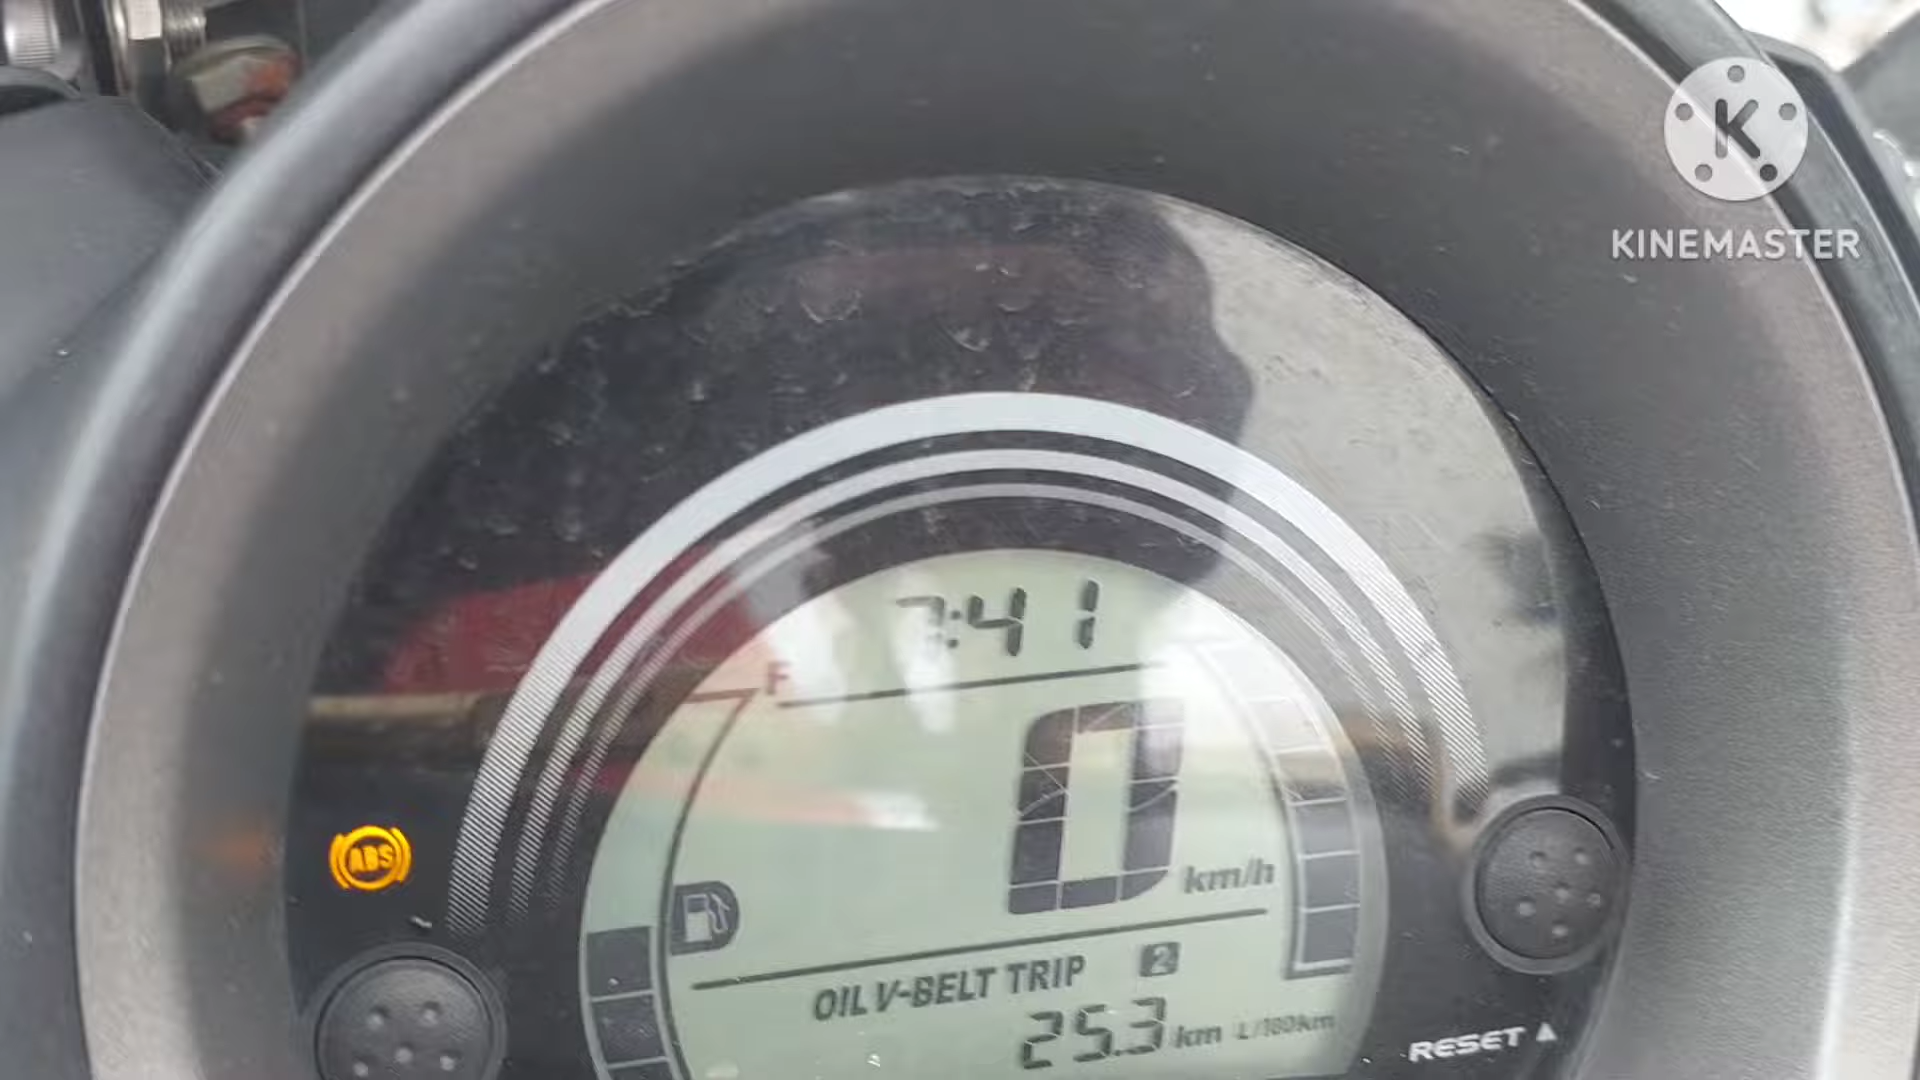 K
KINEMASTER
7:41
F
0
km/h
ABS
OIL V-BELT TRIP 2
25.3 km L/100km
RESET ▲